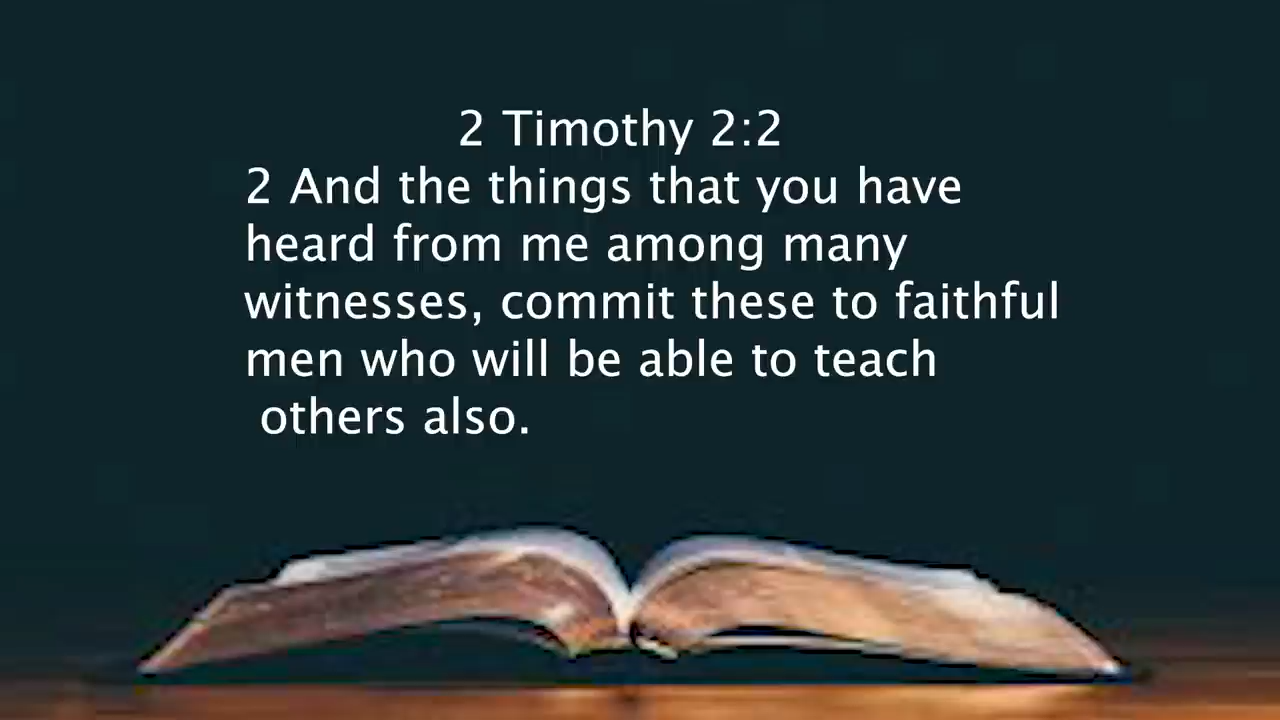 2 Timothy 2:2
2 And the things that you have
heard from me among many
witnesses, commit these to faithful
men who will be able to teach
others also.